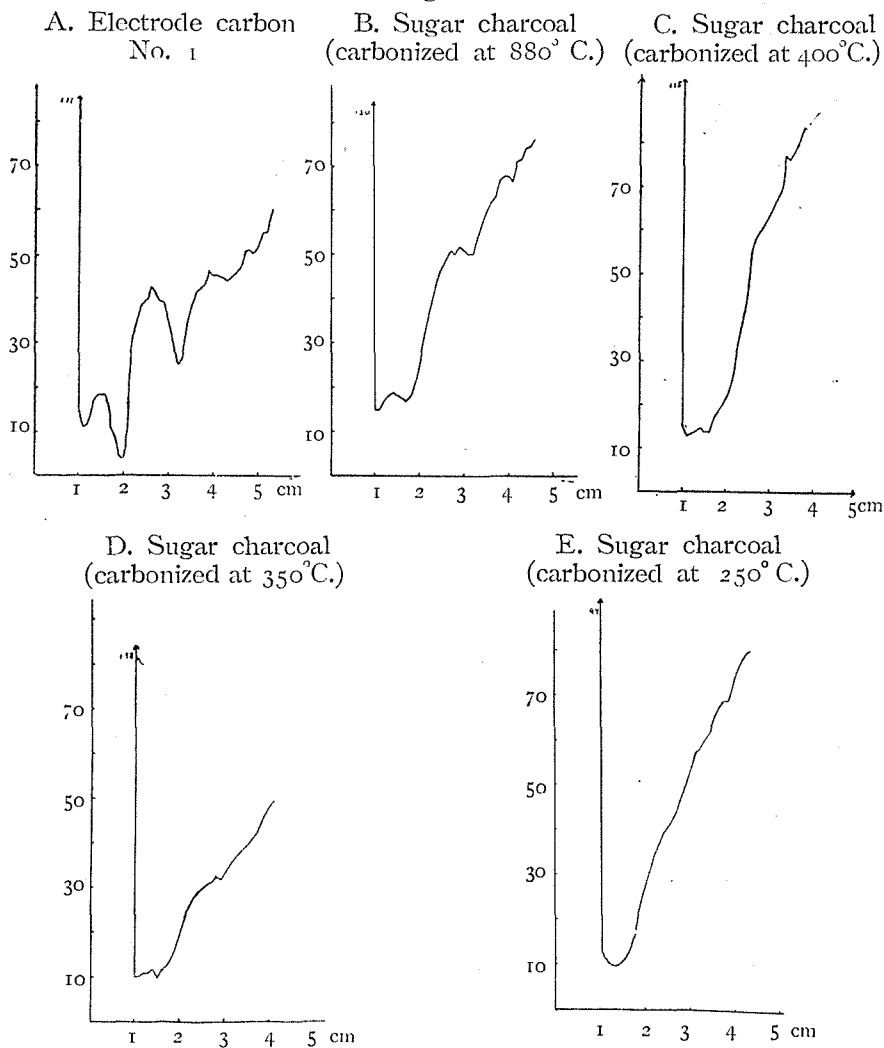 A. Electrode carbon
No. 1
70
50
30
10
1 2 3 4 5 cm
B. Sugar charcoal
(carbonized at 880° C.)
70
50
30
10
1 2 3 4 5 cm
C. Sugar charcoal
(carbonized at 400°C.)
70
50
30
10
1 2 3 4 5cm
D. Sugar charcoal
(carbonized at 350°C.)
70
50
30
10
1 2 3 4 5 cm
E. Sugar charcoal
(carbonized at 250° C.)
70
50
30
10
1 2 3 4 5 cm